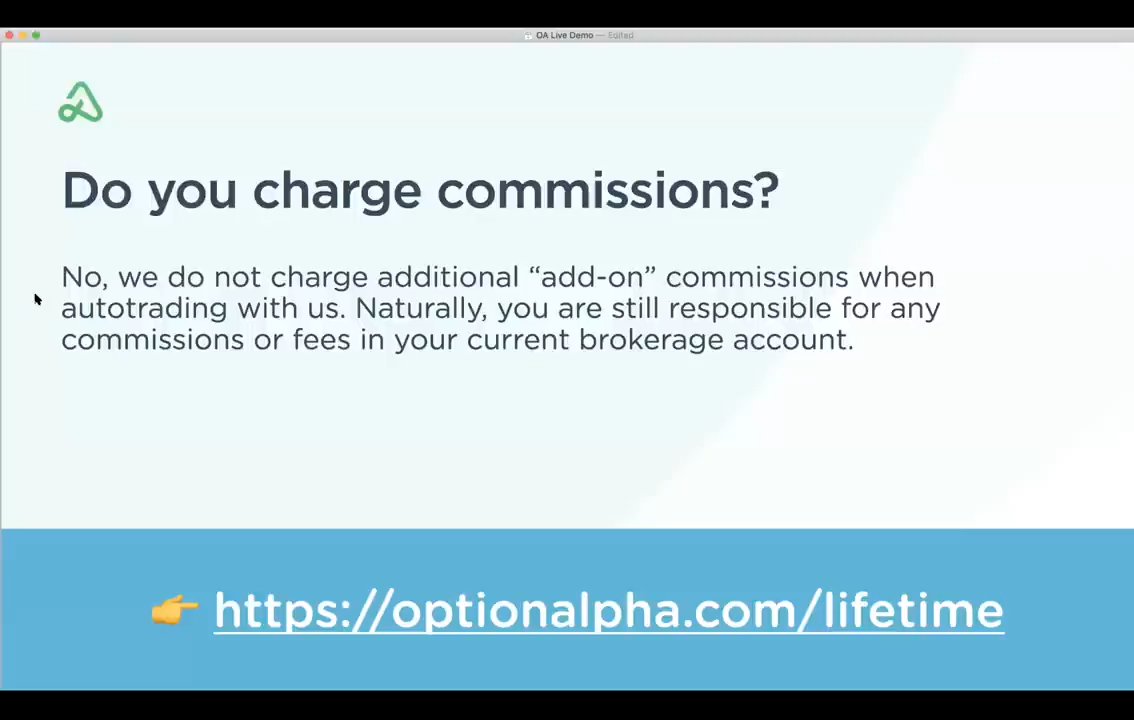 OA Live Demo — Edited
Do you charge commissions?
No, we do not charge additional “add-on” commissions when
autotrading with us. Naturally, you are still responsible for any
commissions or fees in your current brokerage account.
https://optionalpha.com/lifetime